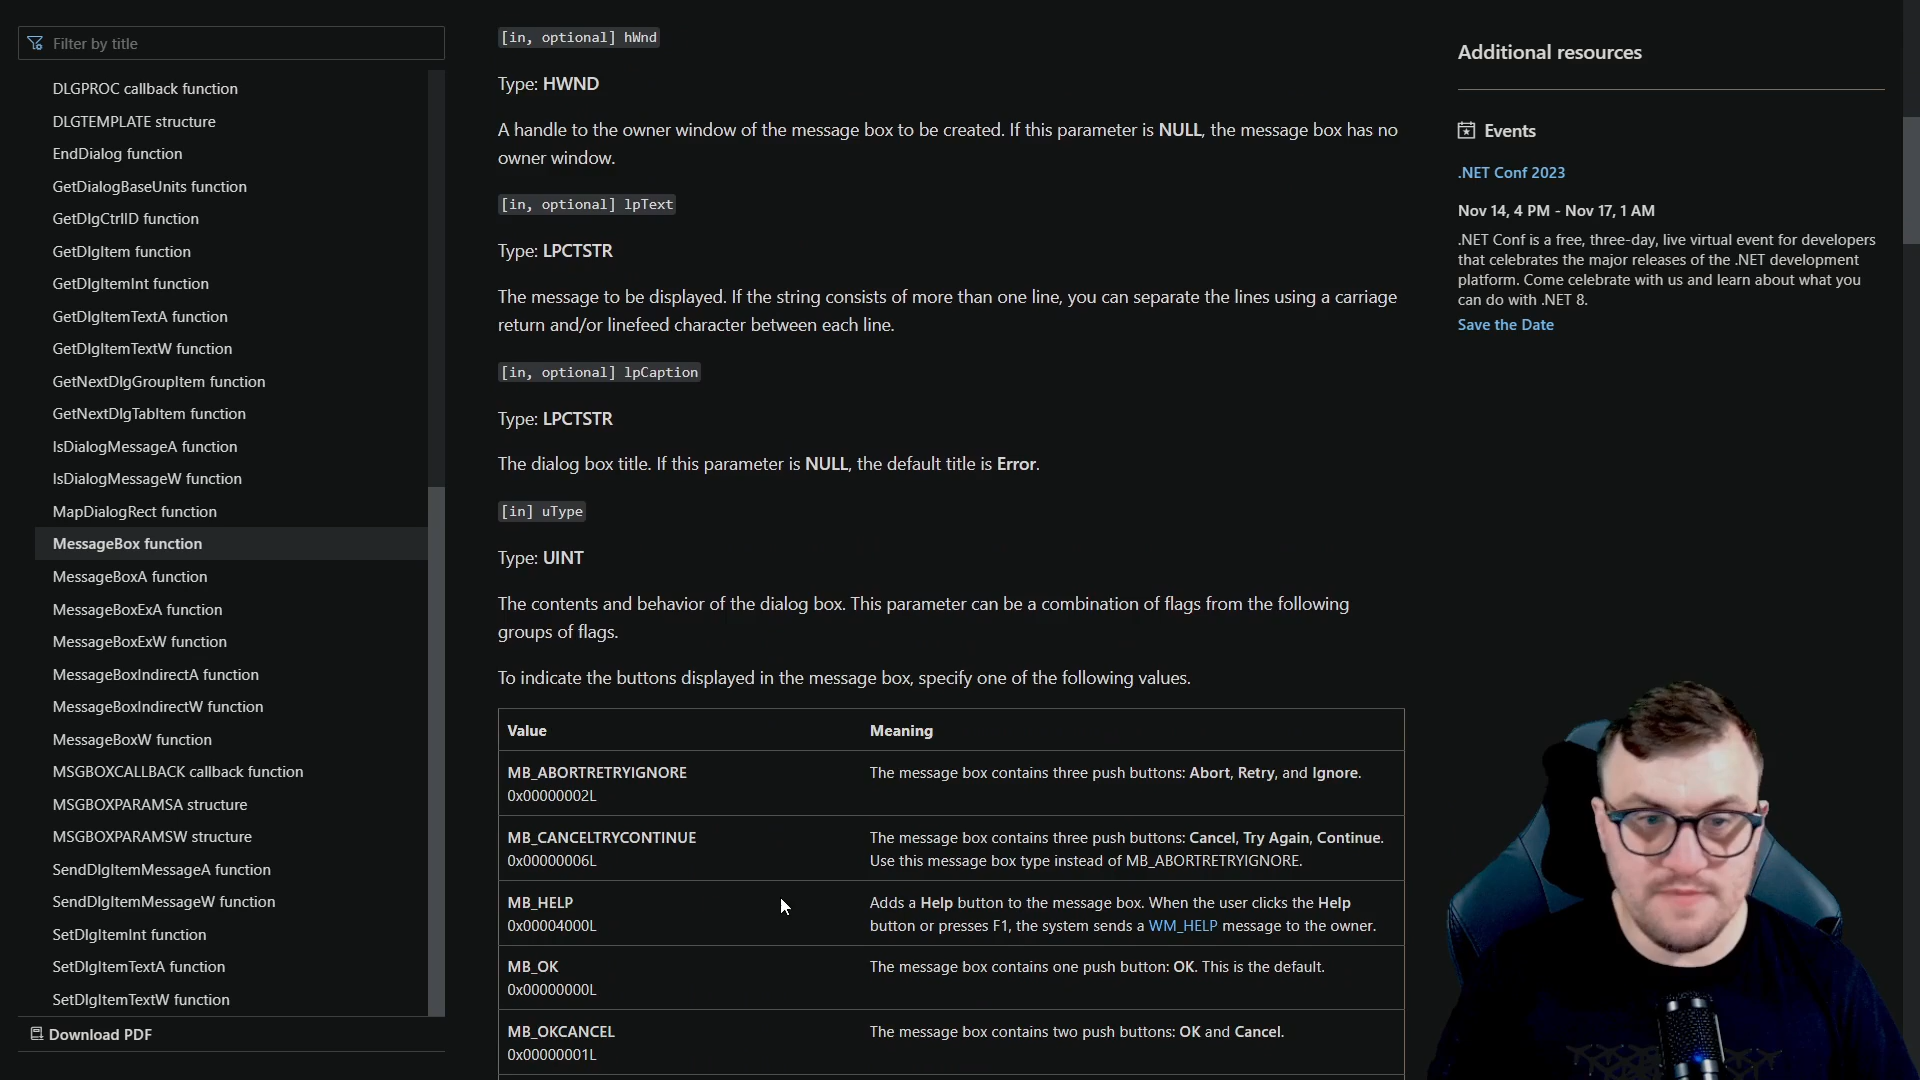 Filter by title
DLGPROC callback function
DLGTEMPLATE structure
EndDialog function
GetDialogBaseUnits function
GetDlgCtrlID function
GetDlgItem function
GetDlgItemInt function
GetDlgItemTextA function
GetDlgItemTextW function
GetNextDlgGroupItem function
GetNextDlgTabItem function
IsDialogMessageA function
IsDialogMessageW function
MapDialogRect function
MessageBox function
MessageBoxA function
MessageBoxExA function
MessageBoxExW function
MessageBoxIndirectA function
MessageBoxIndirectW function
MessageBoxW function
MSGBOXCALLBACK callback function
MSGBOXPARAMSA structure
MSGBOXPARAMSW structure
SendDlgItemMessageA function
SendDlgItemMessageW function
SetDlgItemInt function
SetDlgItemTextA function
SetDlgItemTextW function
Download PDF
[in, optional] hWnd
Type: HWND
A handle to the owner window of the message box to be created. If this parameter is NULL, the message box has no
owner window.
[in, optional] lpText
Type: LPCTSTR
The message to be displayed. If the string consists of more than one line, you can separate the lines using a carriage
return and/or linefeed character between each line.
[in, optional] lpCaption
Type: LPCTSTR
The dialog box title. If this parameter is NULL, the default title is Error.
[in] uType
Type: UINT
The contents and behavior of the dialog box. This parameter can be a combination of flags from the following
groups of flags.
To indicate the buttons displayed in the message box, specify one of the following values.
Value Meaning
MB_ABORTRETRYIGNORE The message box contains three push buttons: Abort, Retry, and Ignore.
0x00000002L
MB_CANCELTRYCONTINUE The message box contains three push buttons: Cancel, Try Again, Continue.
0x00000006L Use this message box type instead of MB_ABORTRETRYIGNORE.
MB_HELP Adds a Help button to the message box. When the user clicks the Help
0x00004000L button or presses F1, the system sends a WM_HELP message to the owner.
MB_OK The message box contains one push button: OK. This is the default.
0x00000000L
MB_OKCANCEL The message box contains two push buttons: OK and Cancel.
0x00000001L
Additional resources
Events
.NET Conf 2023
Nov 14, 4 PM - Nov 17, 1 AM
.NET Conf is a free, three-day, live virtual event for developers
that celebrates the major releases of the .NET development
platform. Come celebrate with us and learn about what you
can do with .NET 8.
Save the Date